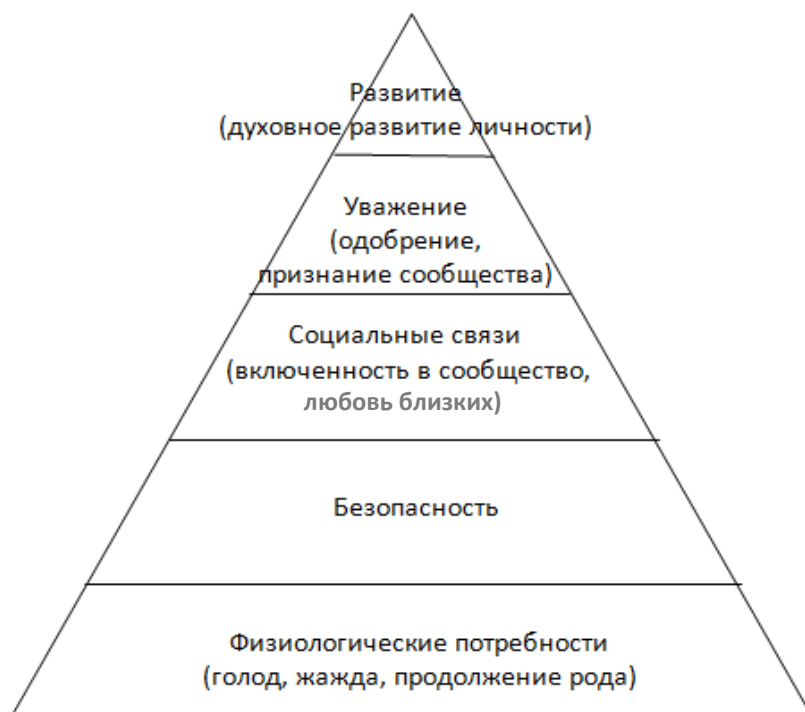 Развитие
(духовное развитие личности)
Уважение
(одобрение,
признание сообщества)
Социальные связи
(включенность в сообщество,
любовь близких)
Безопасность
Физиологические потребности
(голод, жажда, продолжение рода)